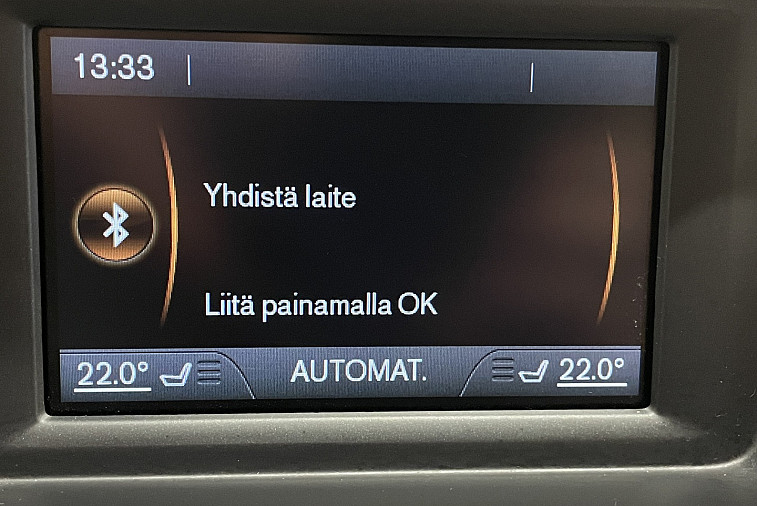 13:33
Yhdistä laite
Liitä painamalla OK
22.0° AUTOMAT. 22.0°